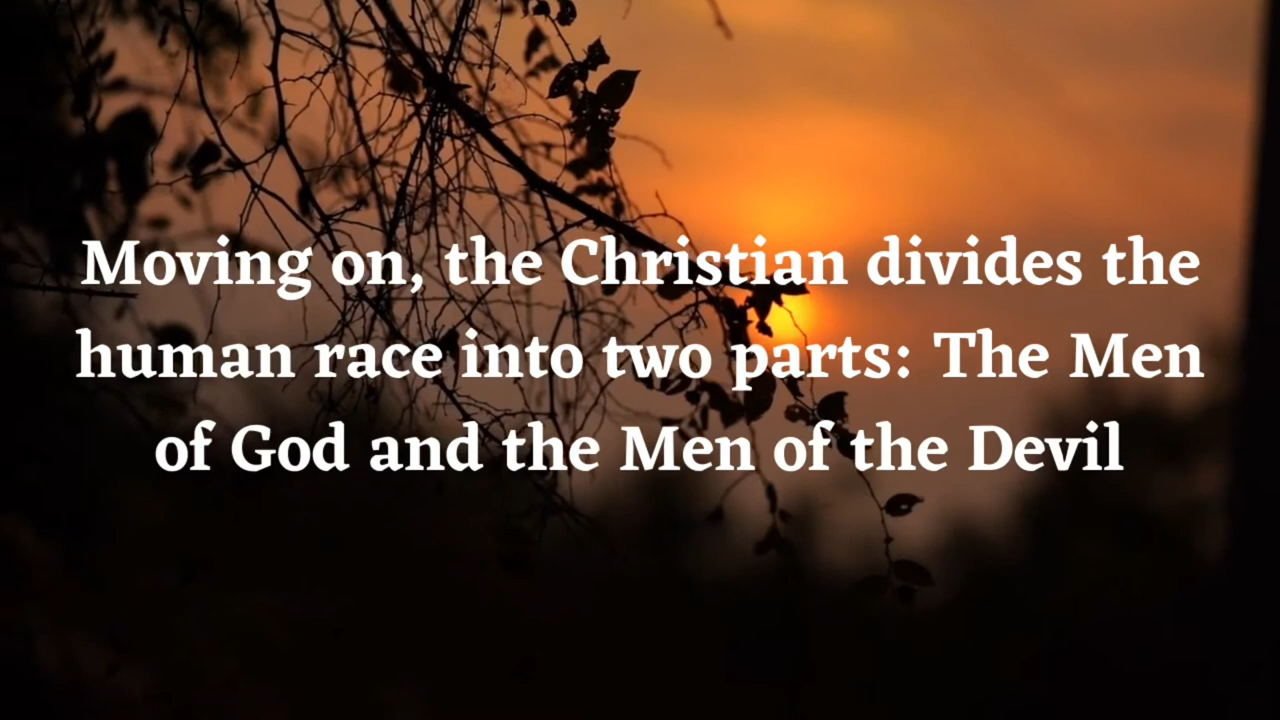 Moving on, the Christian divides the
human race into two parts: The Men
of God and the Men of the Devil